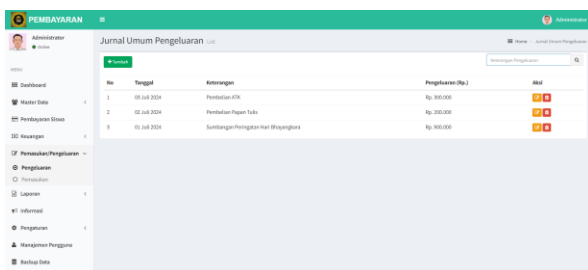 PEMBAYARAN
Administrator
Administrator
Online
Jurnal Umum Pengeluaran List
Home Jurnal Umum Pengeluaran
Tambah
Keterangan Pengeluaran
MENU
No Tanggal Keterangan Pengeluaran (Rp.) Aksi
1 03 Juli 2024 Pembelian ATK Rp. 300.000
2 02 Juli 2024 Pembelian Papan Tulis Rp. 200.000
3 01 Juli 2024 Sumbangan Peringatan Hari Bhayangkara Rp. 900.000
Dashboard
Master Data
Pembayaran Siswa
Keuangan
Pemasukan/Pengeluaran
Pengeluaran
Pemasukan
Laporan
Informasi
Pengaturan
Manajemen Pengguna
Backup Data